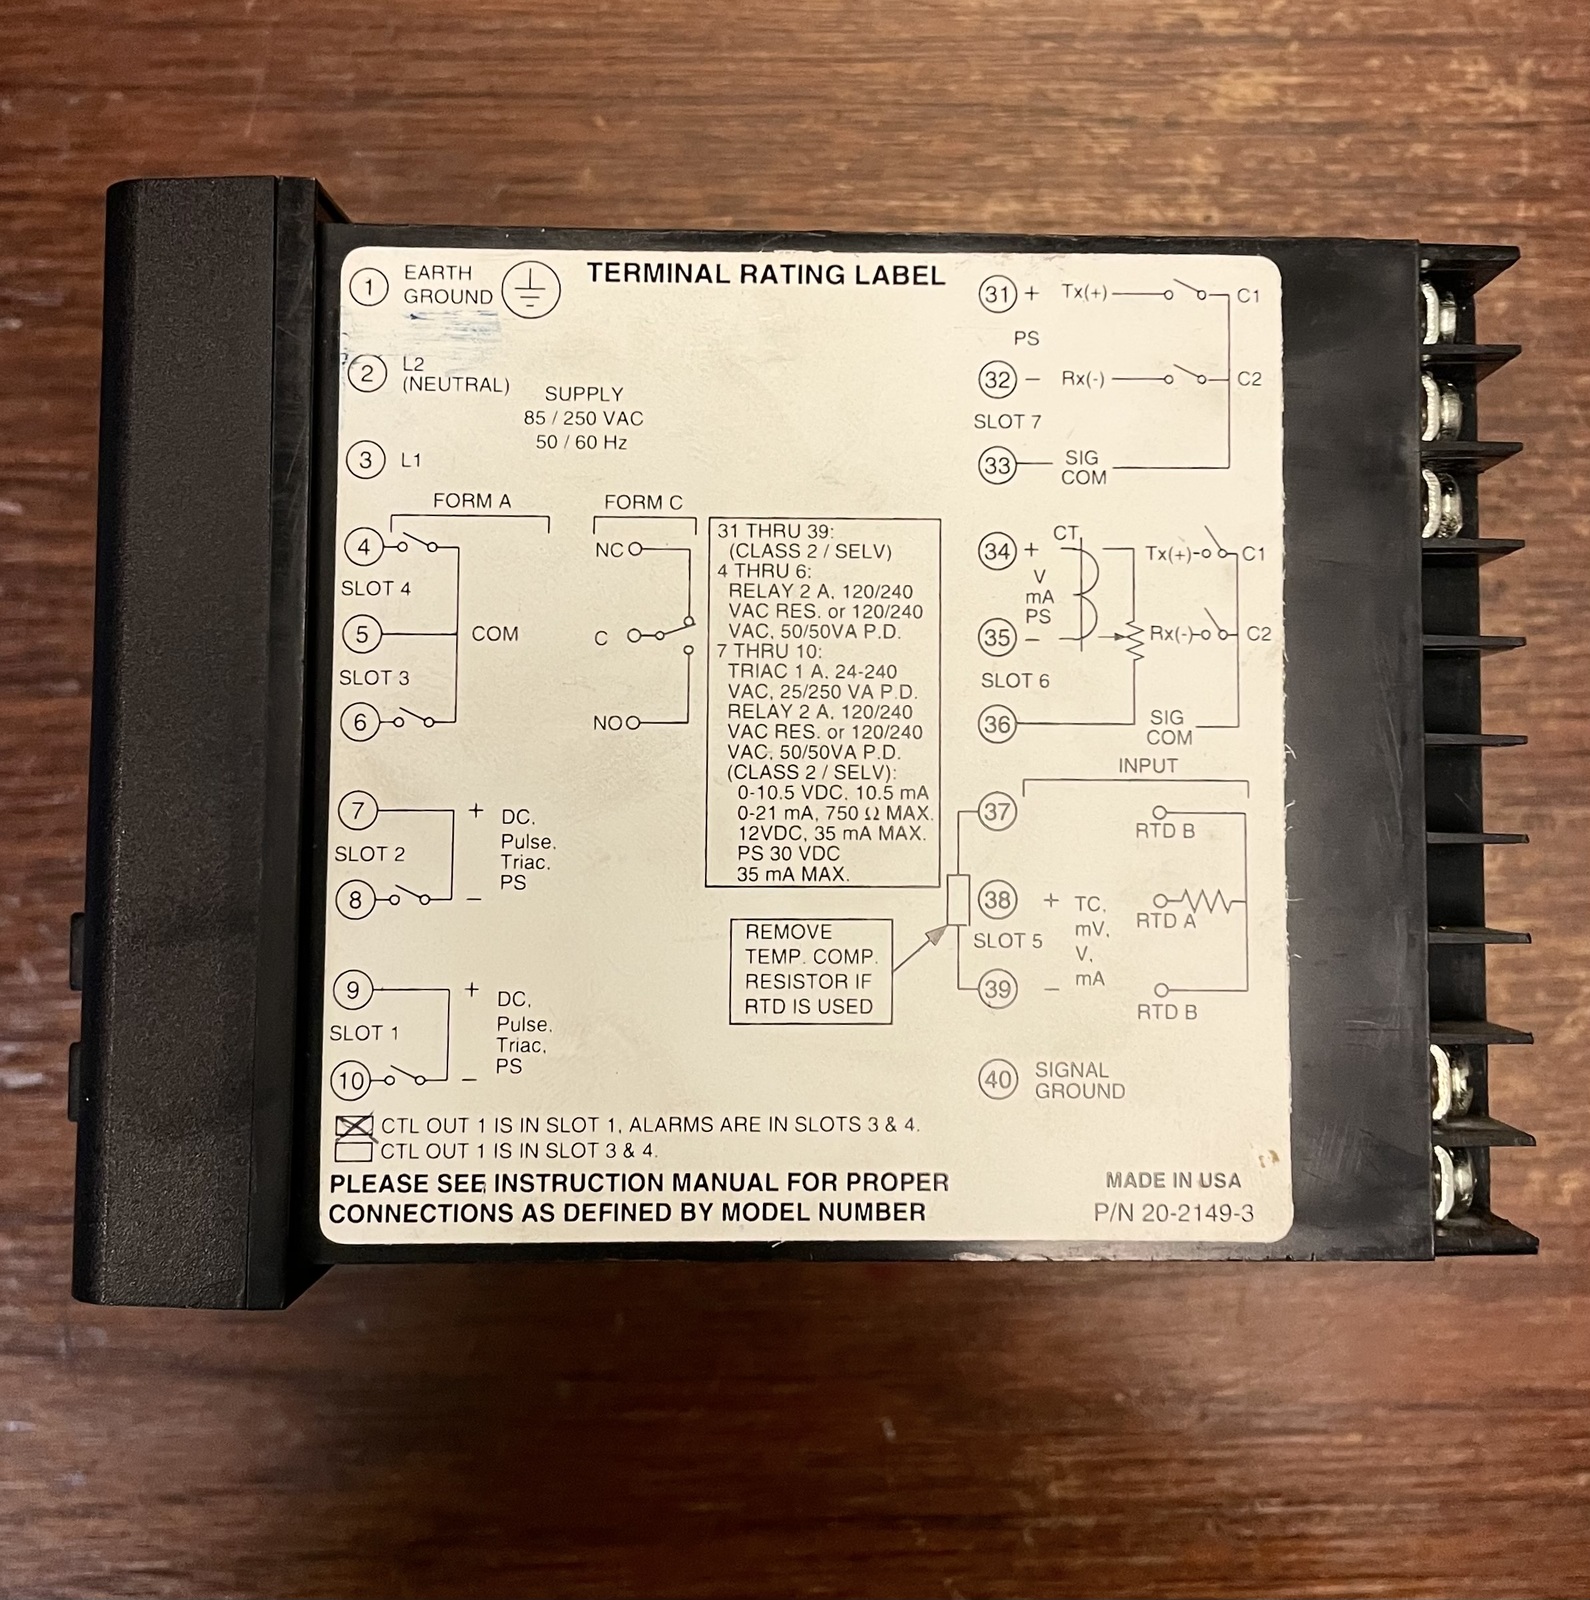 TERMINAL RATING LABEL
1 EARTH
GROUND
2 L2
(NEUTRAL)
SUPPLY
85 / 250 VAC
50 / 60 Hz
3 L1
FORM A
4
SLOT 4
5 COM
SLOT 3
6
FORM C
NC
C
NO
7 + DC,
SLOT 2 Pulse,
Triac,
PS
8 –
9 + DC,
SLOT 1 Pulse,
Triac,
PS
10 –
31 THRU 39:
(CLASS 2 / SELV)
4 THRU 6:
RELAY 2 A, 120/240
VAC RES. or 120/240
VAC, 50/50VA P.D.
7 THRU 10:
TRIAC 1 A, 24-240
VAC, 25/250 VA P.D.
RELAY 2 A, 120/240
VAC RES. or 120/240
VAC, 50/50VA P.D.
(CLASS 2 / SELV):
0-10.5 VDC, 10.5 mA
0-21 mA, 750 Ω MAX.
12VDC, 35 mA MAX.
PS 30 VDC
35 mA MAX.
REMOVE
TEMP. COMP.
RESISTOR IF
RTD IS USED
31 + Tx(+) C1
PS
32 – Rx(-) C2
SLOT 7
33 SIG
COM
34 + CT Tx(+) C1
V
mA
PS
35 – Rx(-) C2
SLOT 6
36 SIG
COM
INPUT
37 RTD B
38 + TC, RTD A
SLOT 5 mV,
V,
39 – mA
RTD B
40 SIGNAL
GROUND
CTL OUT 1 IS IN SLOT 1, ALARMS ARE IN SLOTS 3 & 4.
CTL OUT 1 IS IN SLOT 3 & 4.
PLEASE SEE INSTRUCTION MANUAL FOR PROPER
CONNECTIONS AS DEFINED BY MODEL NUMBER
MADE IN USA
P/N 20-2149-3